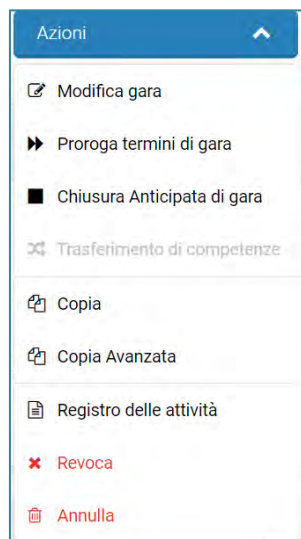 Azioni
Modifica gara
Proroga termini di gara
Chiusura Anticipata di gara
Trasferimento di competenze
Copia
Copia Avanzata
Registro delle attività
Revoca
Annulla